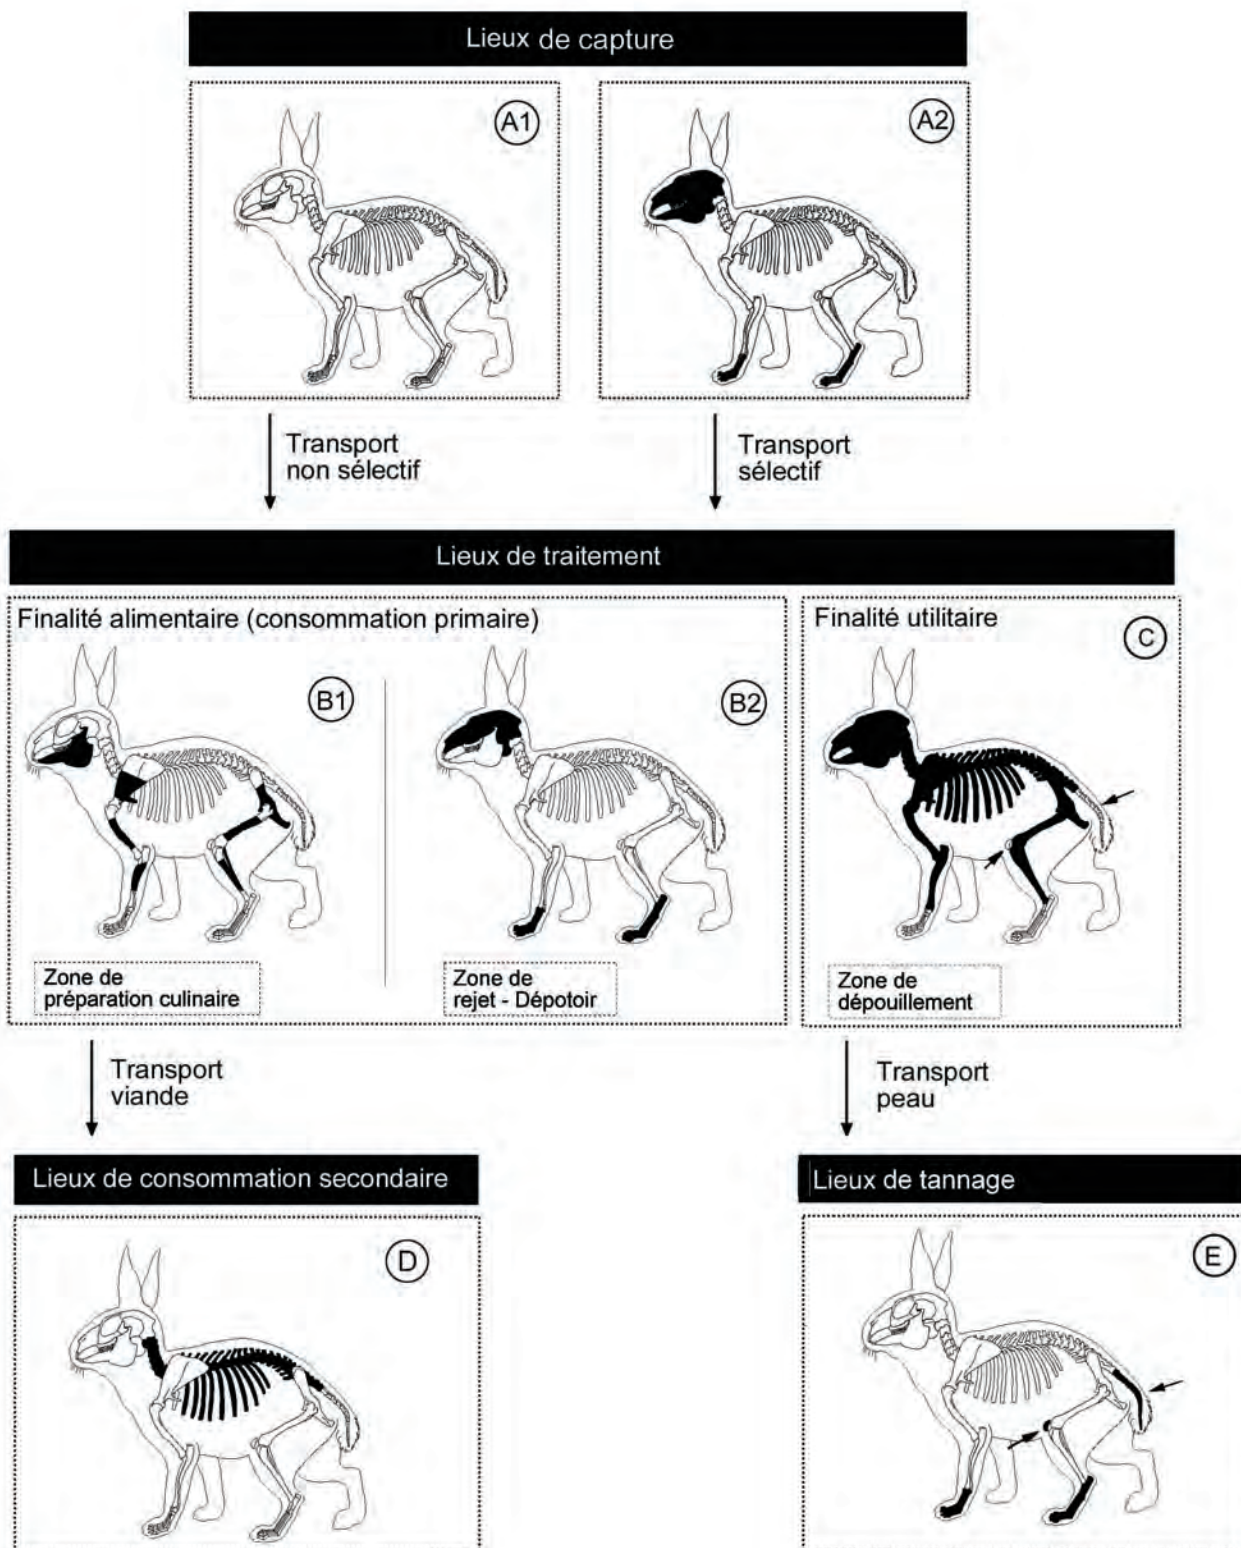 Lieux de capture
A1
A2
Transport
non sélectif
Transport
sélectif
Lieux de traitement
Finalité alimentaire (consommation primaire)
B1
B2
Zone de
préparation culinaire
Zone de
rejet - Dépotoir
Finalité utilitaire
C
Zone de
dépouillement
Transport
viande
Transport
peau
Lieux de consommation secondaire
D
Lieux de tannage
E